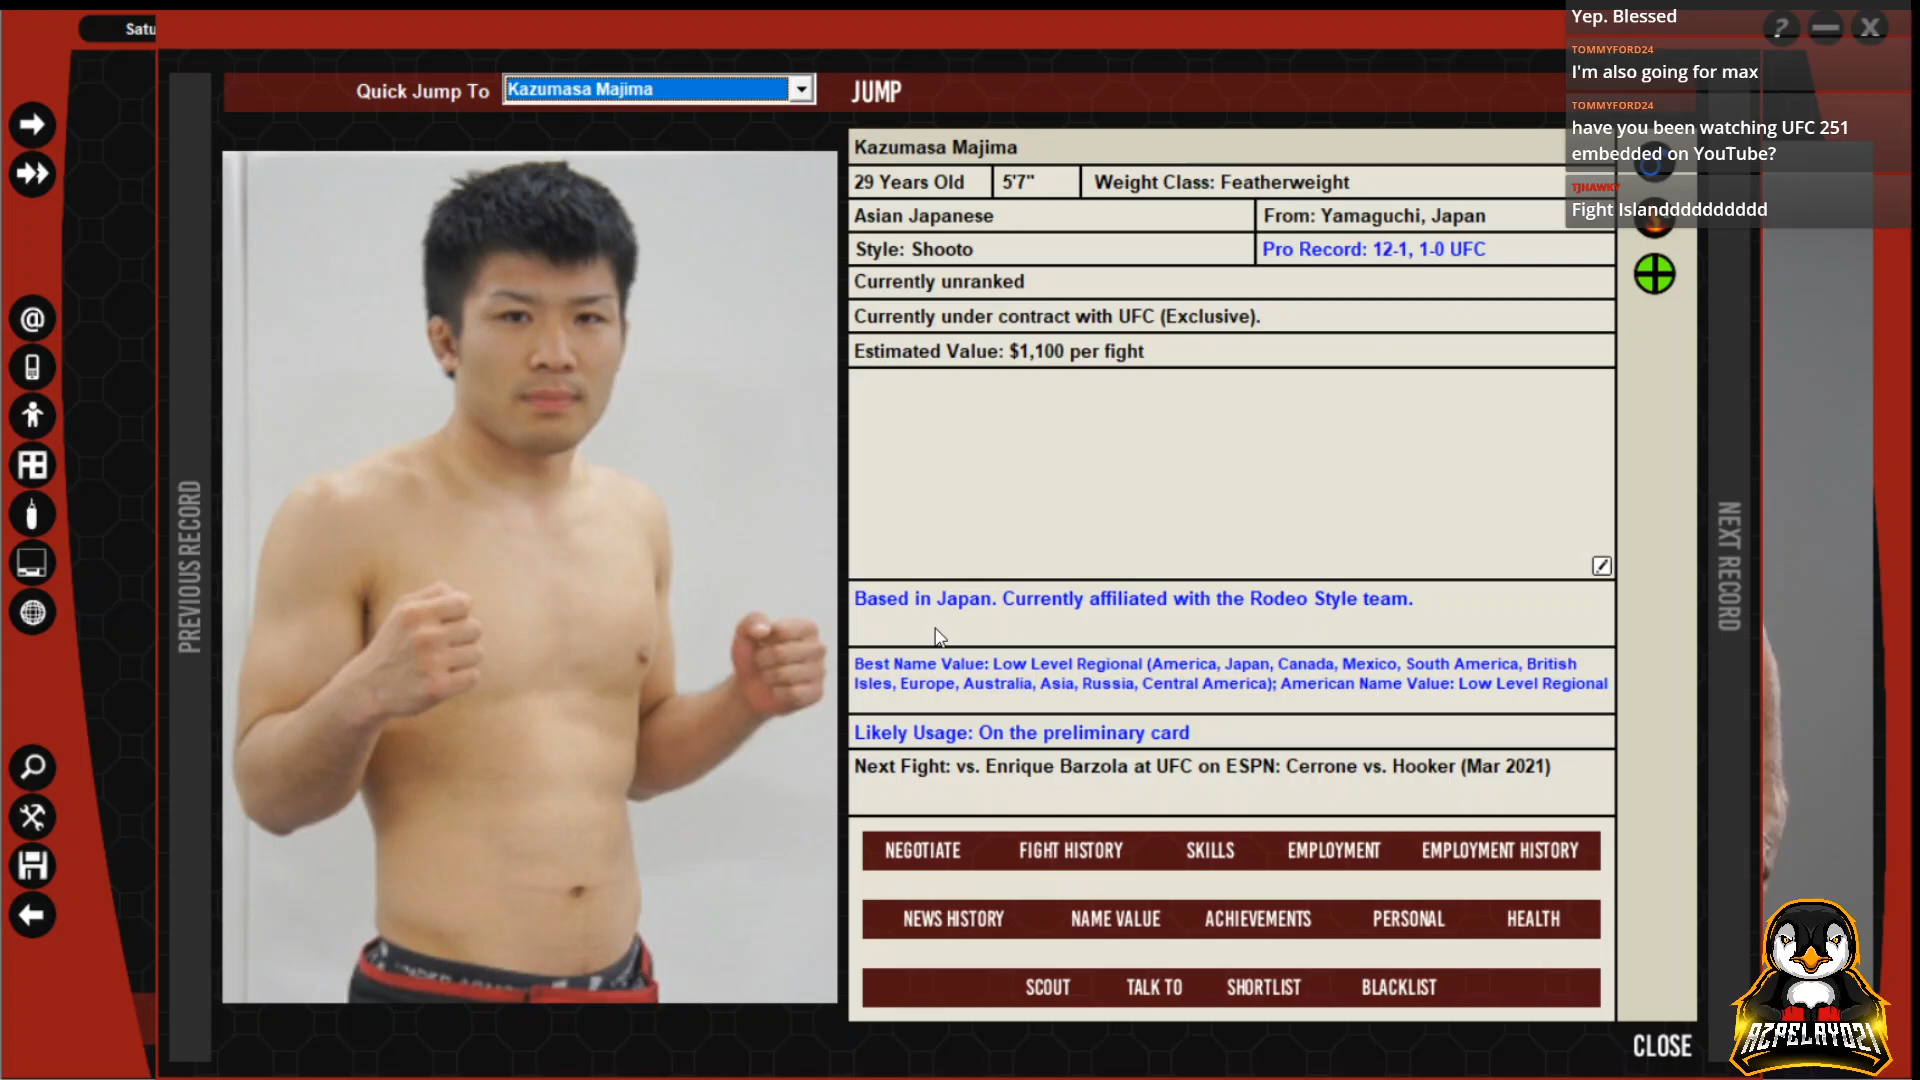 Satu
Quick Jump To
Kazumasa Majima
JUMP
Yep. Blessed
TOMMYFORD24
I'm also going for max
TOMMYFORD24
have you been watching UFC 251
embedded on YouTube?
TJHAWKY
Fight Islandddddddddd
? — X
Kazumasa Majima
29 Years Old
5'7"
Weight Class: Featherweight
Asian Japanese
From: Yamaguchi, Japan
Style: Shooto
Pro Record: 12-1, 1-0 UFC
Currently unranked
Currently under contract with UFC (Exclusive).
Estimated Value: $1,100 per fight
Based in Japan. Currently affiliated with the Rodeo Style team.
Best Name Value: Low Level Regional (America, Japan, Canada, Mexico, South America, British
Isles, Europe, Australia, Asia, Russia, Central America); American Name Value: Low Level Regional
Likely Usage: On the preliminary card
Next Fight: vs. Enrique Barzola at UFC on ESPN: Cerrone vs. Hooker (Mar 2021)
NEGOTIATE
FIGHT HISTORY
SKILLS
EMPLOYMENT
EMPLOYMENT HISTORY
NEWS HISTORY
NAME VALUE
ACHIEVEMENTS
PERSONAL
HEALTH
SCOUT
TALK TO
SHORTLIST
BLACKLIST
CLOSE
PREVIOUS RECORD
NEXT RECORD
@
UNDER ARM
AZPELAYO21